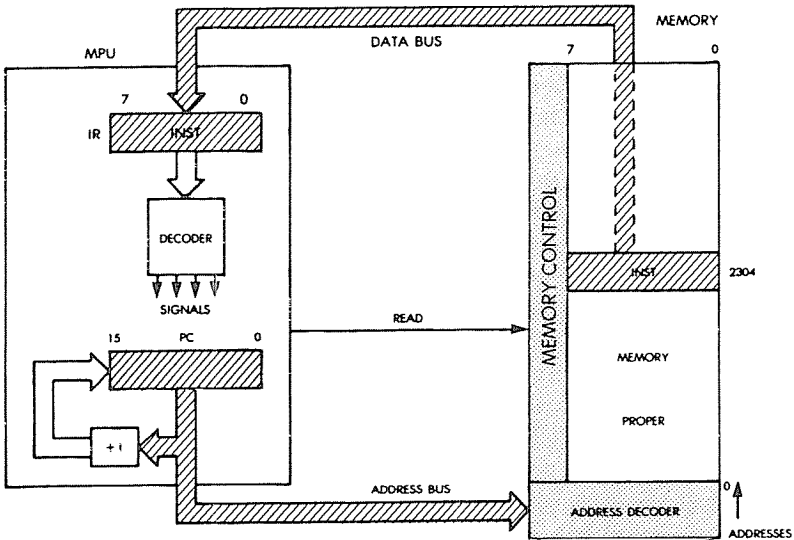 MEMORY
DATA BUS
7 0
MPU
7 0
IR
INST
DECODER
SIGNALS
15 PC 0
+ i
READ
ADDRESS BUS
MEMORY CONTROL
INST
2304
MEMORY
PROPER
0
ADDRESS DECODER
ADDRESSES